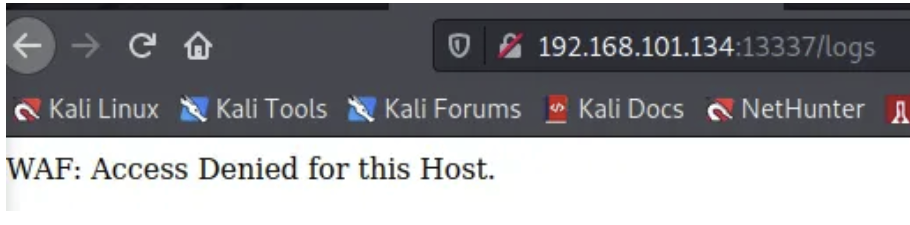 192.168.101.134:13337/logs
Kali Linux Kali Tools Kali Forums Kali Docs NetHunter
WAF: Access Denied for this Host.